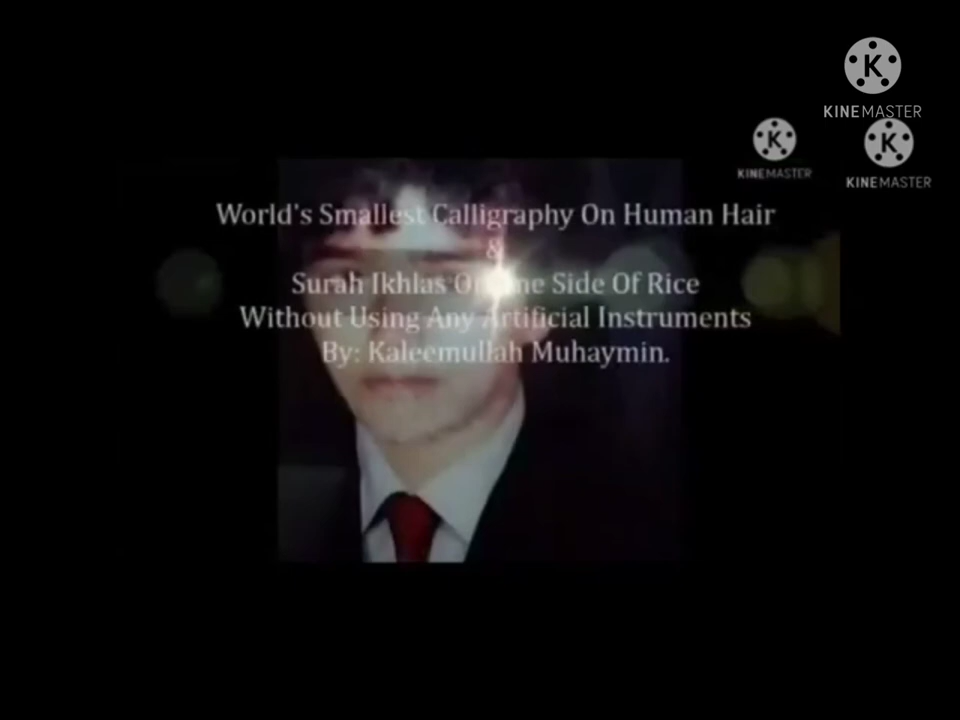 KINEMASTER
KINEMASTER
KINEMASTER
World's Smallest Calligraphy On Human Hair
&
Surah Ikhlas On One Side Of Rice
Without Using Any Artificial Instruments
By: Kaleemullah Muhaymin.